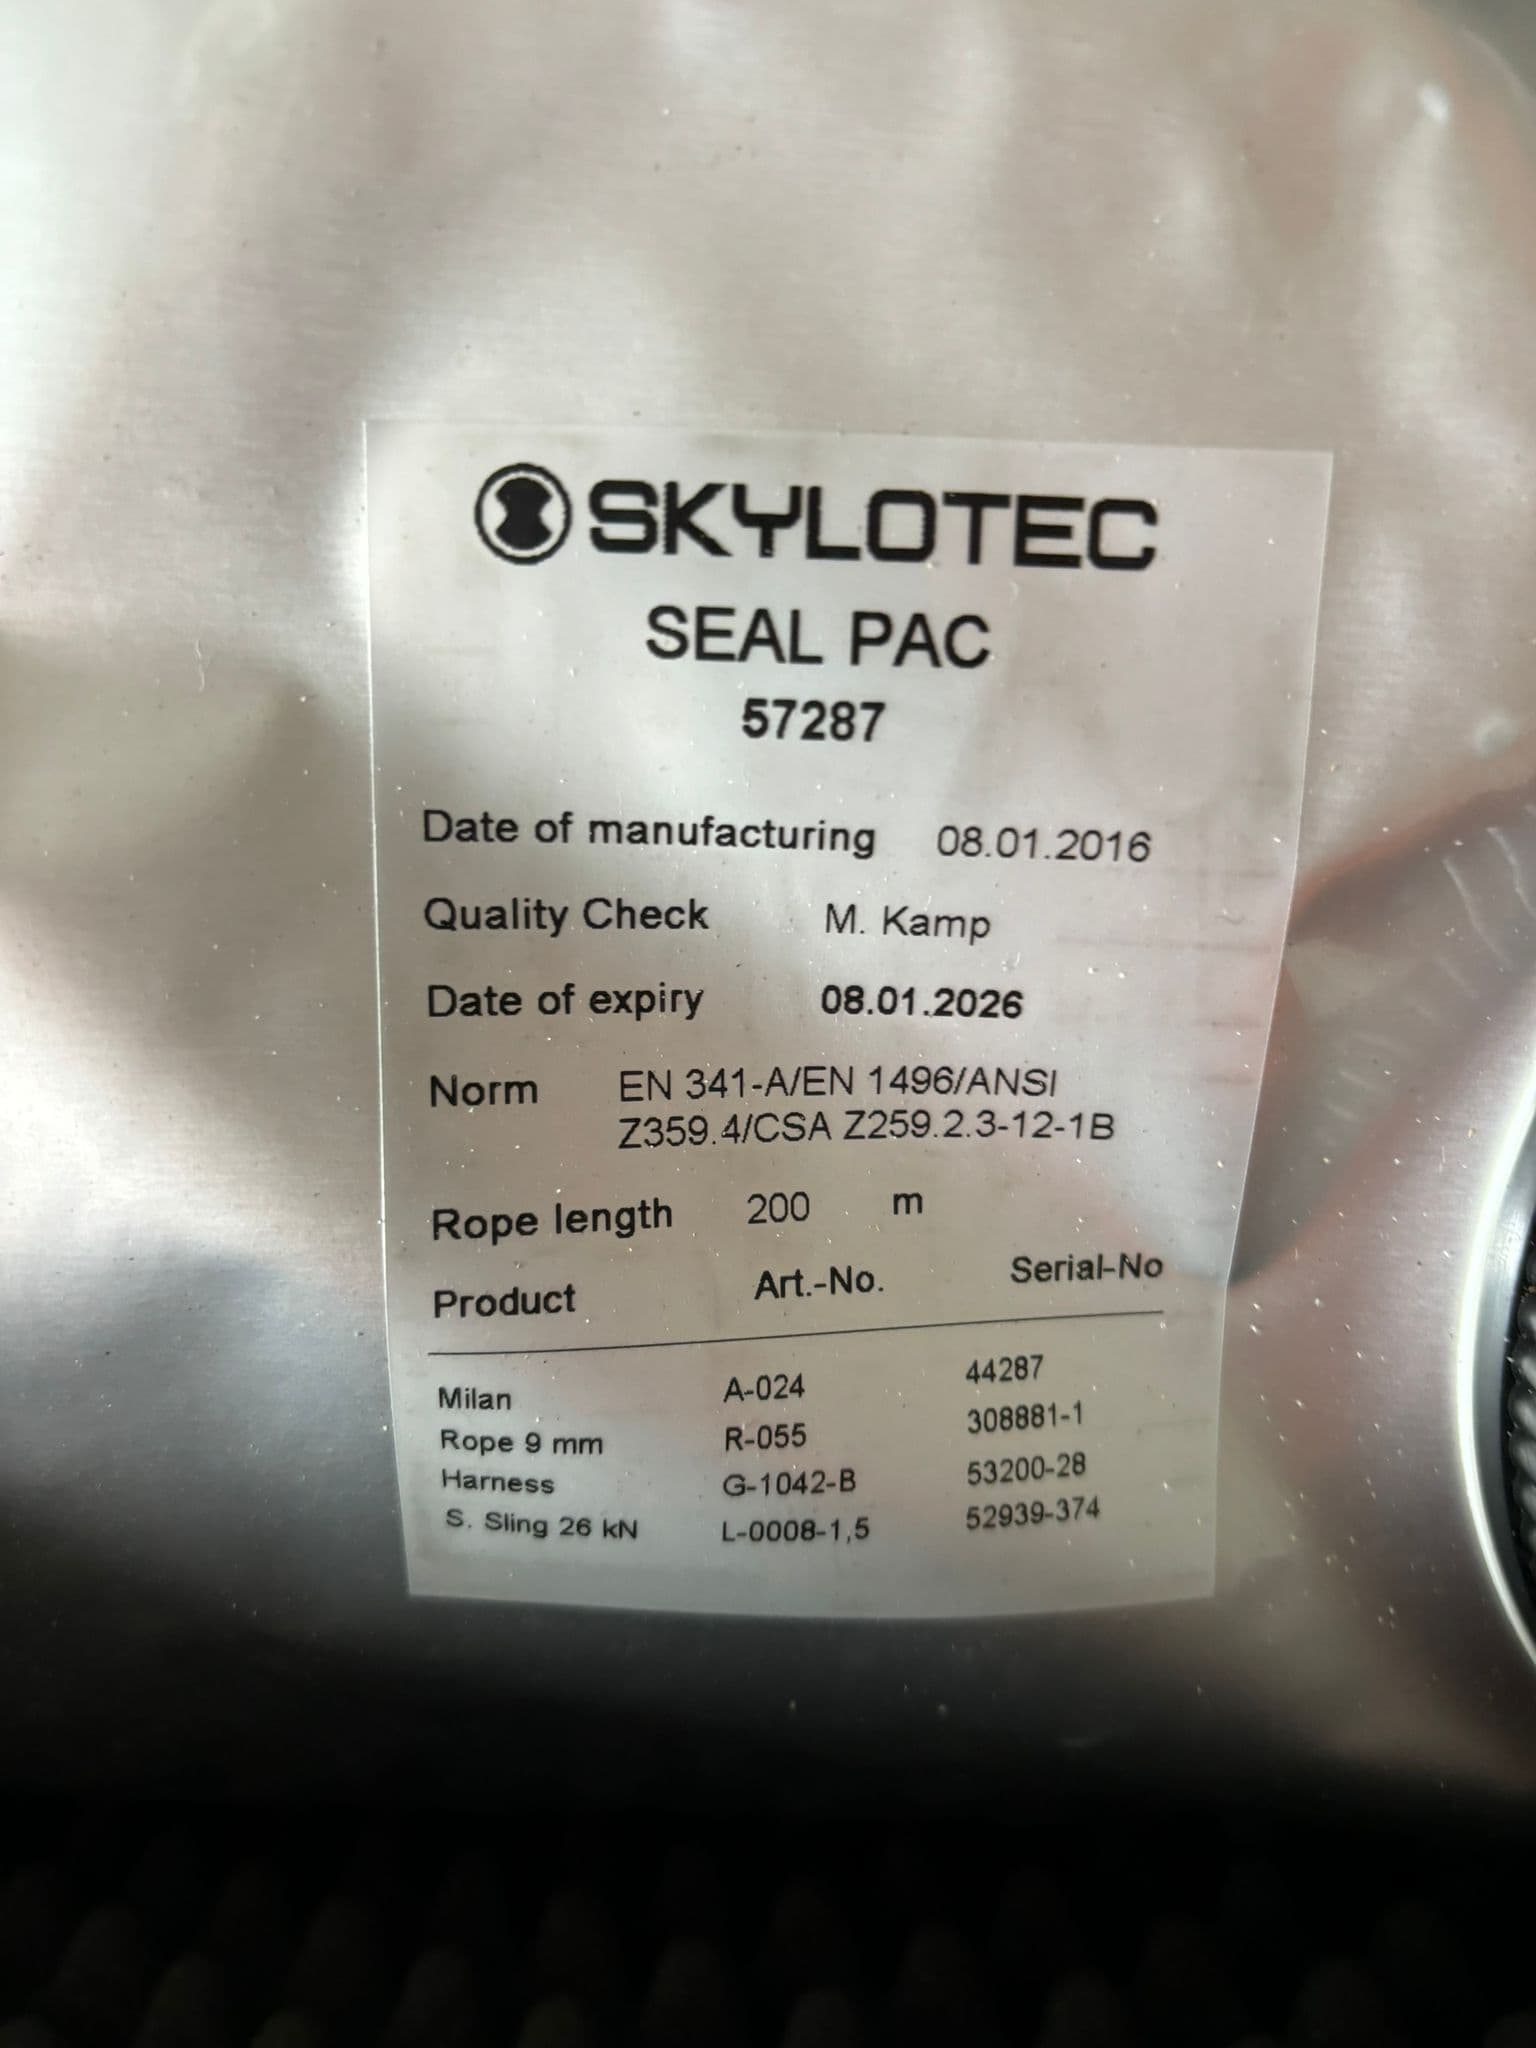 SKYLOTEC
SEAL PAC
57287
Date of manufacturing 08.01.2016
Quality Check M. Kamp
Date of expiry 08.01.2026
Norm EN 341-A/EN 1496/ANSI
Z359.4/CSA Z259.2.3-12-1B
Rope length 200 m
Product Art.-No. Serial-No
Milan A-024 44287
Rope 9 mm R-055 308881-1
Harness G-1042-B 53200-28
S. Sling 26 kN L-0008-1,5 52939-374